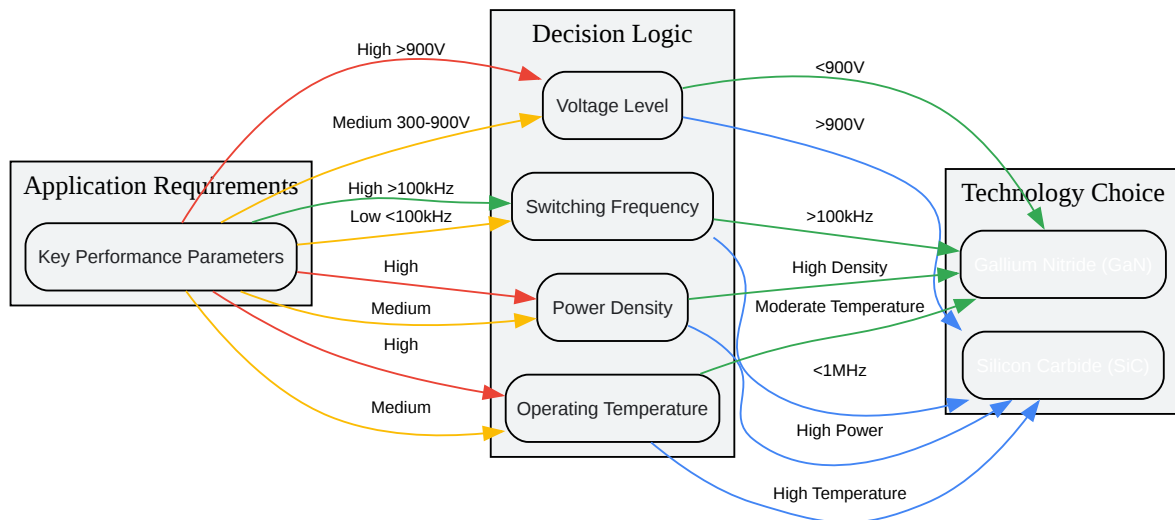 Decision Logic
High >900V
<900V
Voltage Level
Medium 300-900V
>900V
Application Requirements
High >100kHz
Technology Choice
Low <100kHz
Switching Frequency
>100kHz
Key Performance Parameters
Gallium Nitride (GaN)
High
High Density
Medium
Power Density
Moderate Temperature
High
<1MHz
Silicon Carbide (SiC)
Medium
Operating Temperature
High Power
High Temperature